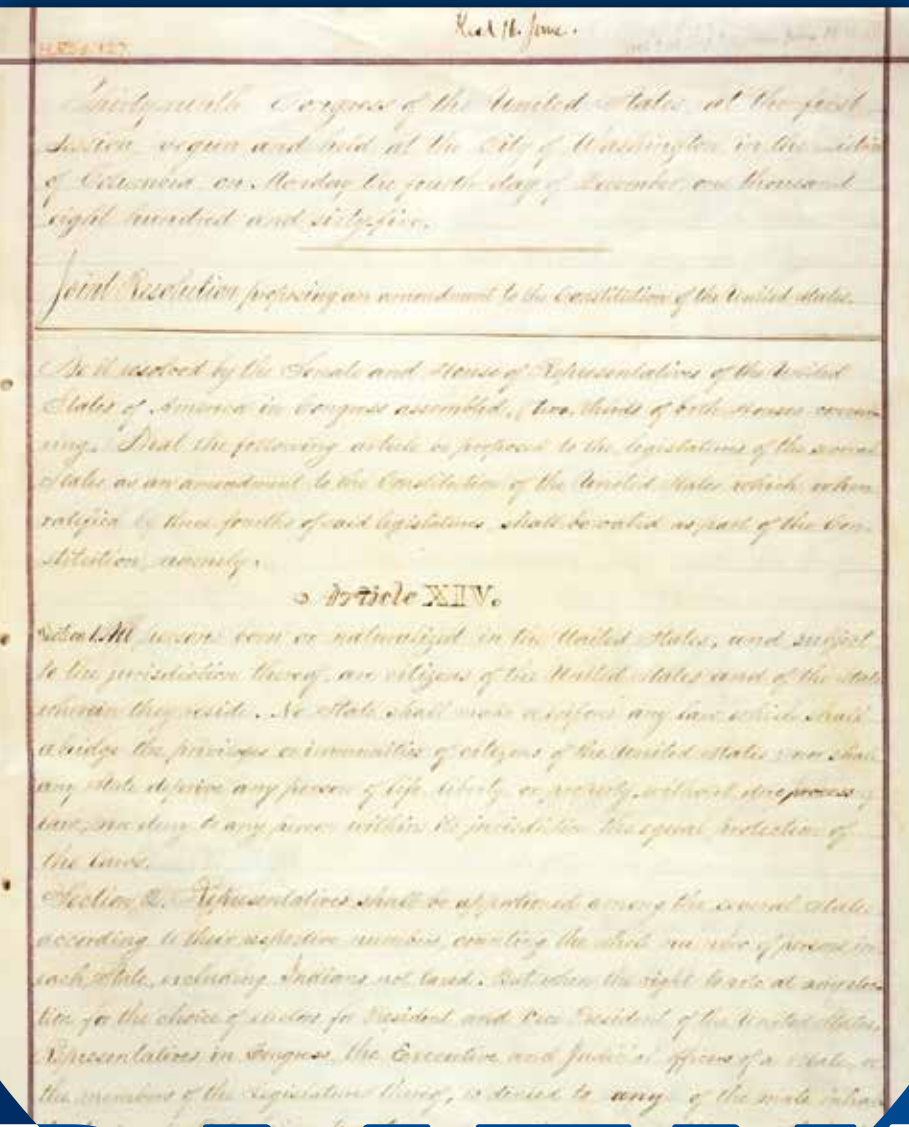 Thirty-ninth Congress of the United States, at the first
session, begun and held at the City of Washington, in the District
of Columbia, on Monday the fourth day of December, one thousand
eight hundred and sixty-five.
Joint Resolution proposing an amendment to the Constitution of the United States.
Be it resolved by the Senate and House of Representatives of the United
States of America in Congress assembled, (two-thirds of both Houses concur-
ring,) That the following article be proposed to the legislatures of the several
States as an amendment to the Constitution of the United States, which, when
ratified by three fourths of said legislatures, shall be valid as part of the Con-
stitution, namely:
Article XIV.
Section 1. All persons born or naturalized in the United States, and subject
to the jurisdiction thereof, are citizens of the United States and of the State
wherein they reside. No State shall make or enforce any law which shall
abridge the privileges or immunities of citizens of the United States; nor shall
any State deprive any person of life, liberty, or property, without due process of
law; nor deny to any person within its jurisdiction the equal protection of
the laws.
Section 2. Representatives shall be apportioned among the several States
according to their respective numbers, counting the whole number of persons in
each State, excluding Indians not taxed. But when the right to vote at any elec-
tion for the choice of electors for President and Vice President of the United States,
Representatives in Congress, the Executive and Judicial officers of a State, or
the members of the Legislature thereof, is denied to any of the male inhab